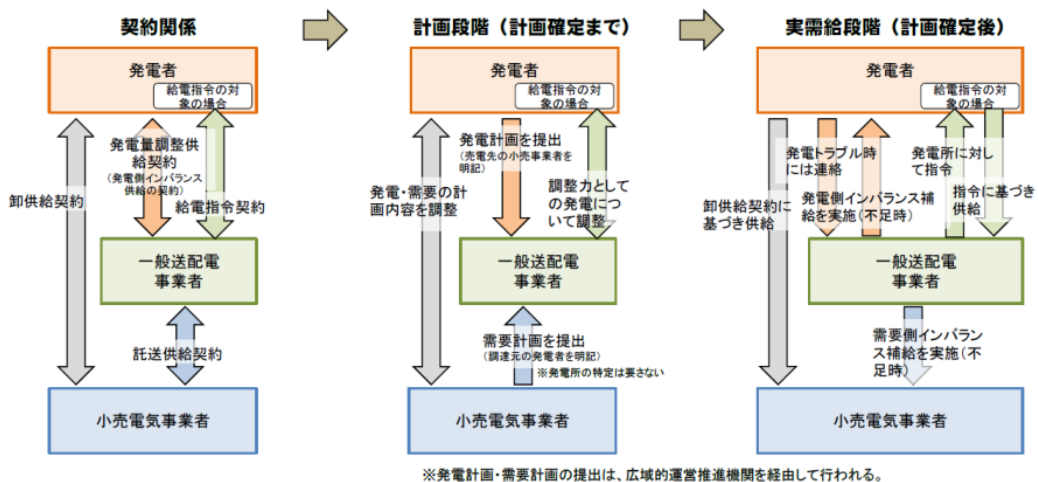 契約関係
発電者
給電指令の対
象の場合
発電量調整供
給契約
(発電側インバランス
供給の契約)
卸供給契約
給電指令契約
一般送配電
事業者
託送供給契約
小売電気事業者
計画段階(計画確定まで)
発電者
給電指令の対
象の場合
発電計画を提出
(売電先の小売事業者を
明記)
発電・需要の計
画内容を調整
調整力として
の発電につ
いて調整
一般送配電
事業者
需要計画を提出
(調達元の発電者を明記)
※発電所の特定は要さない
小売電気事業者
実需給段階(計画確定後)
発電者
給電指令の対
象の場合
発電トラブル時
には連絡
発電所に対し
て指令
卸供給契約に
基づき供給
発電側インバランス補
給を実施(不足時)
指令に基づき
供給
一般送配電
事業者
需要側インバラン
ス補給を実施(不
足時)
小売電気事業者
※発電計画・需要計画の提出は、広域的運営推進機関を経由して行われる。